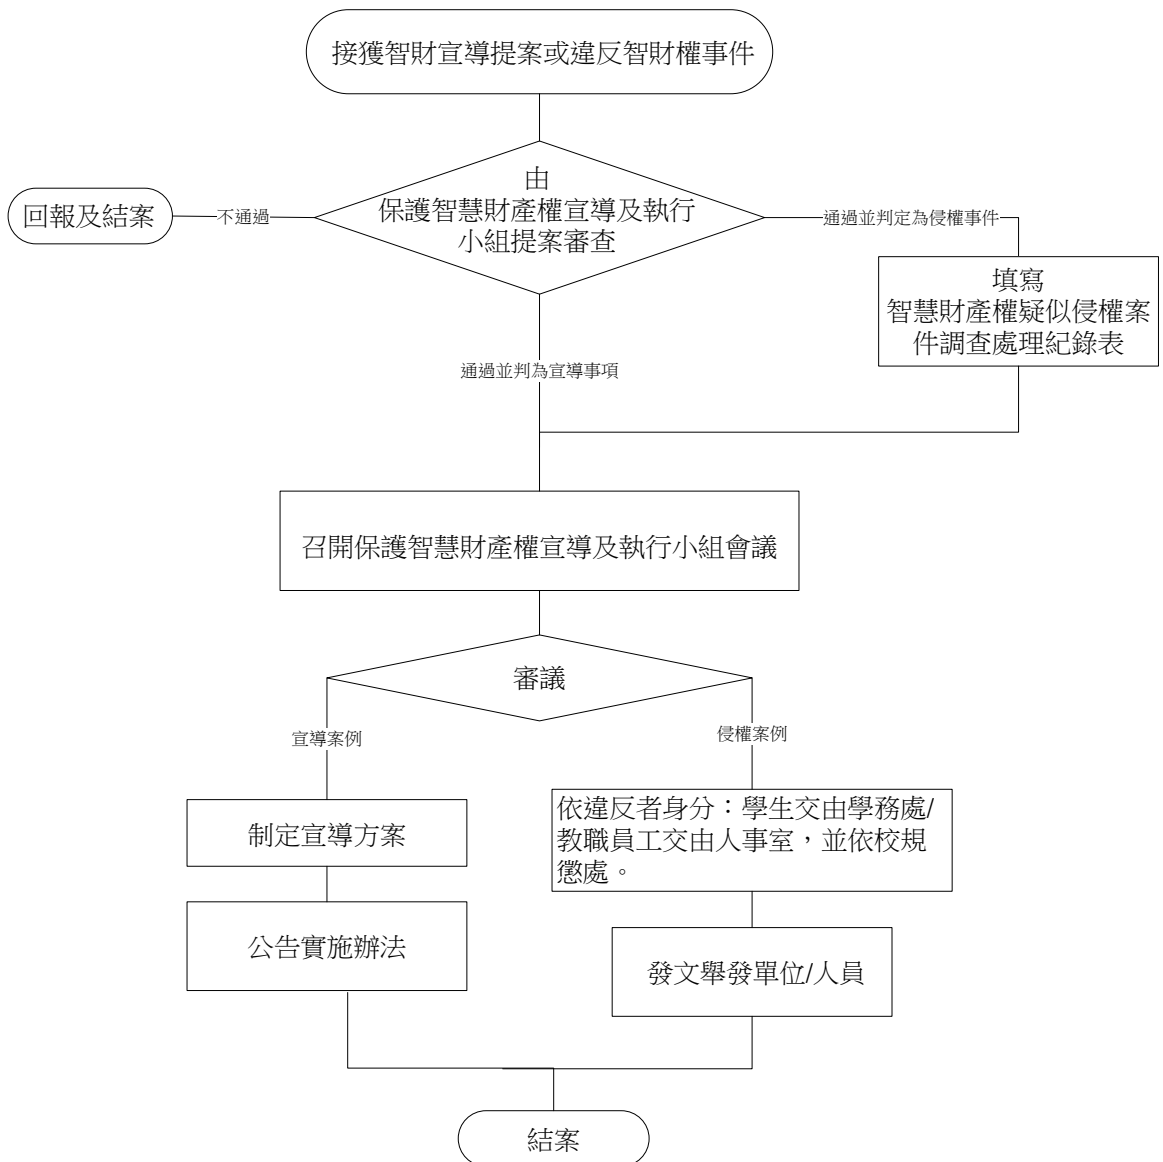 接獲智財宣導提案或違反智財權事件
由
保護智慧財產權宣導及執行
小組提案審查
回報及結案
不通過
通過並判定為侵權事件
填寫
智慧財產權疑似侵權案
件調查處理紀錄表
通過並判為宣導事項
召開保護智慧財產權宣導及執行小組會議
審議
宣導案例
侵權案例
制定宣導方案
依違反者身分：學生交由學務處/
教職員工交由人事室，並依校規
懲處。
公告實施辦法
發文舉發單位/人員
結案